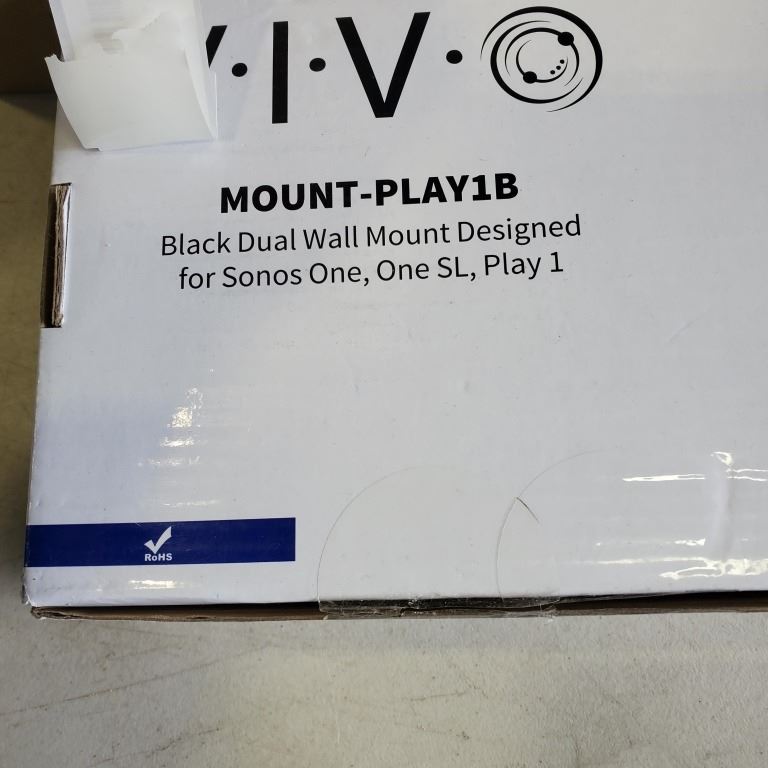 V·I·V·O
MOUNT-PLAY1B
Black Dual Wall Mount Designed
for Sonos One, One SL, Play 1
RoHS